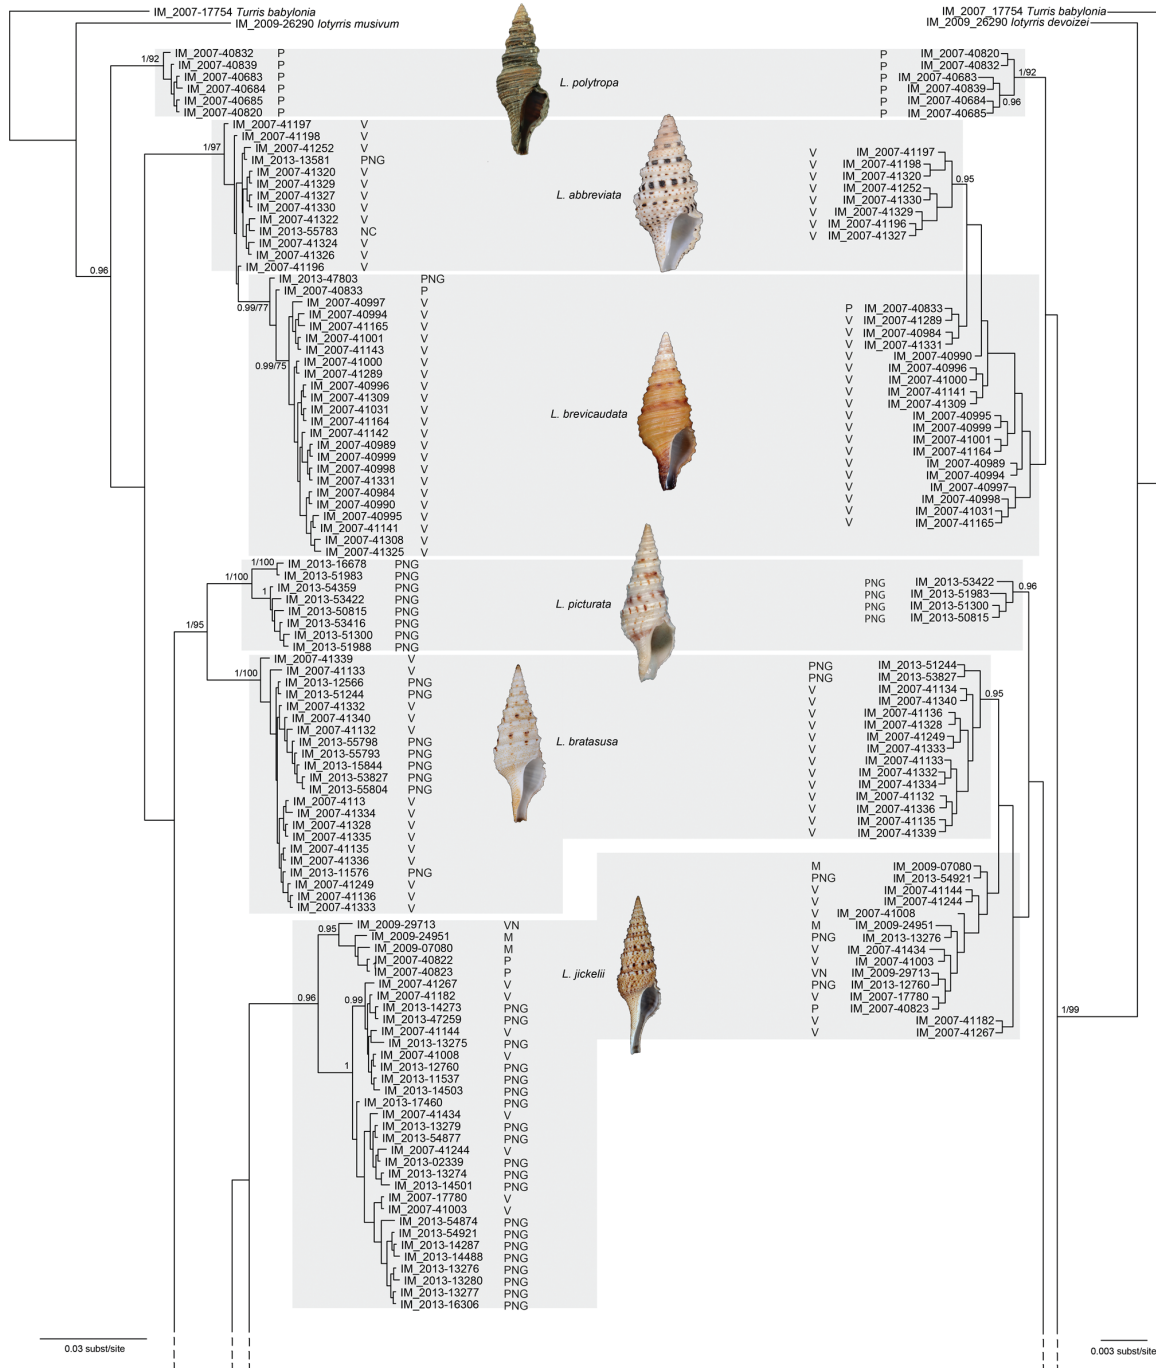 IM_2007-17754 Turris babylonia
IM_2009-26290 Iotyrris musivum
1/92
IM_2007-40832 P
IM_2007-40839 P
IM_2007-40683 P
IM_2007-40684 P
IM_2007-40685 P
IM_2007-40820 P
1/97
IM_2007-41197 V
IM_2007-41198 V
IM_2007-41252 V
IM_2013-13581 PNG
IM_2007-41320 V
IM_2007-41329 V
IM_2007-41327 V
IM_2007-41330 V
IM_2007-41322 V
IM_2013-55783 NC
IM_2007-41324 V
IM_2007-41326 V
IM_2007-41196 V
0.96
IM_2013-47803 PNG
IM_2007-40833 P
0.99/77
IM_2007-40997 V
IM_2007-40994 V
IM_2007-41165 V
IM_2007-41001 V
IM_2007-41143 V
0.99/75
IM_2007-41000 V
IM_2007-41289 V
IM_2007-40996 V
IM_2007-41309 V
IM_2007-41031 V
IM_2007-41164 V
IM_2007-41142 V
IM_2007-40989 V
IM_2007-40999 V
IM_2007-40998 V
IM_2007-41331 V
IM_2007-40984 V
IM_2007-40990 V
IM_2007-40995 V
IM_2007-41141 V
IM_2007-41308 V
IM_2007-41325 V
1/100
IM_2013-16678 PNG
1/100
IM_2013-51983 PNG
1
IM_2013-54359 PNG
IM_2013-53422 PNG
IM_2013-50815 PNG
IM_2013-53416 PNG
IM_2013-51300 PNG
IM_2013-51988 PNG
1/95
IM_2007-41339 V
1/100
IM_2007-41133 V
IM_2013-12566 PNG
IM_2013-51244 PNG
IM_2007-41332 V
IM_2007-41340 V
IM_2007-41132 V
IM_2013-55798 PNG
IM_2013-55793 PNG
IM_2013-15844 PNG
IM_2013-53827 PNG
IM_2013-55804 PNG
IM_2007-4113 V
IM_2007-41334 V
IM_2007-41328 V
IM_2007-41335 V
IM_2007-41135 V
IM_2007-41336 V
IM_2013-11576 PNG
IM_2007-41249 V
IM_2007-41136 V
IM_2007-41333 V
0.95
IM_2009-29713 VN
IM_2009-24951 M
IM_2009-07080 M
IM_2007-40822 P
IM_2007-40823 P
0.96
IM_2007-41267 V
0.99
IM_2007-41182 V
IM_2013-14273 PNG
IM_2013-47259 PNG
IM_2007-41144 V
IM_2013-13275 PNG
IM_2007-41008 V
1
IM_2013-12760 PNG
IM_2013-11537 PNG
IM_2013-14503 PNG
IM_2013-17460 PNG
IM_2007-41434 V
IM_2013-13279 PNG
IM_2013-54877 PNG
IM_2007-41244 V
IM_2013-02339 PNG
IM_2013-13274 PNG
IM_2013-14501 PNG
IM_2007-17780 V
IM_2007-41003 V
IM_2013-54874 PNG
IM_2013-54921 PNG
IM_2013-14287 PNG
IM_2013-14488 PNG
IM_2013-13276 PNG
IM_2013-13280 PNG
IM_2013-13277 PNG
IM_2013-16306 PNG
0.03 subst/site
L. polytropa
L. abbreviata
L. brevicaudata
L. picturata
L. bratasusa
L. jickelii
IM_2007_17754 Turris babylonia
IM_2009_26290 Iotyrris devoizei
P IM_2007-40820
P IM_2007-40832
1/92
P IM_2007-40683
P IM_2007-40839
P IM_2007-40684
0.96
P IM_2007-40685
V IM_2007-41197
V IM_2007-41198
V IM_2007-41320
0.95
V IM_2007-41252
V IM_2007-41330
V IM_2007-41329
V IM_2007-41196
V IM_2007-41327
P IM_2007-40833
V IM_2007-41289
V IM_2007-40984
V IM_2007-41331
V IM_2007-40990
V IM_2007-40996
V IM_2007-41000
V IM_2007-41141
V IM_2007-41309
V IM_2007-40995
V IM_2007-40999
V IM_2007-41001
V IM_2007-41164
V IM_2007-40989
V IM_2007-40994
V IM_2007-40997
V IM_2007-40998
V IM_2007-41031
V IM_2007-41165
PNG IM_2013-53422
0.96
PNG IM_2013-51983
PNG IM_2013-51300
PNG IM_2013-50815
PNG IM_2013-51244
PNG IM_2013-53827
V IM_2007-41134
0.95
V IM_2007-41340
V IM_2007-41136
V IM_2007-41328
V IM_2007-41249
V IM_2007-41333
V IM_2007-41133
V IM_2007-41332
V IM_2007-41334
V IM_2007-41132
V IM_2007-41336
V IM_2007-41135
V IM_2007-41339
M IM_2009-07080
PNG IM_2013-54921
V IM_2007-41144
V IM_2007-41244
V IM_2007-41008
M IM_2009-24951
PNG IM_2013-13276
V IM_2007-41434
V IM_2007-41003
VN IM_2009-29713
PNG IM_2013-12760
V IM_2007-17780
P IM_2007-40823
1/99
V IM_2007-41182
V IM_2007-41267
0.003 subst/site